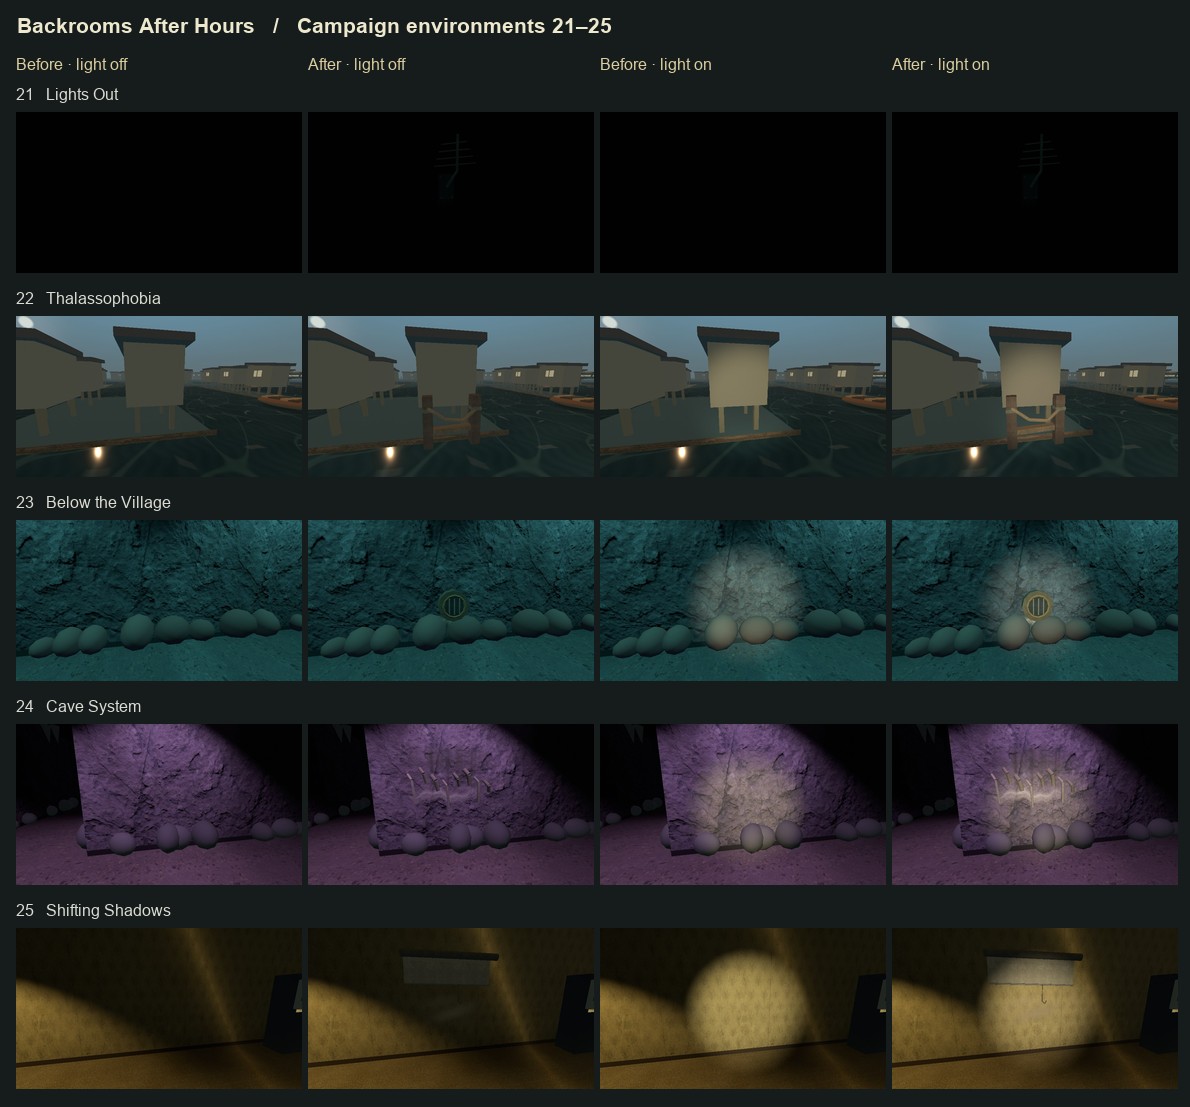 Backrooms After Hours / Campaign environments 21–25
Before · light off After · light off Before · light on After · light on
21 Lights Out
22 Thalassophobia
23 Below the Village
24 Cave System
25 Shifting Shadows